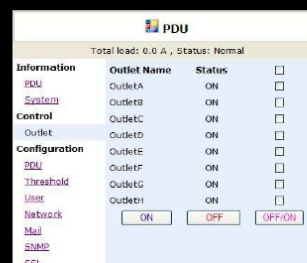 PDU
Total load: 0.0 A , Status: Normal
Information
PDU
System
Control
Outlet
Configuration
PDU
Threshold
User
Network
Mail
SNMP
SSL
Outlet Name Status
OutletA ON
OutletB ON
OutletC ON
OutletD ON
OutletE ON
OutletF ON
OutletG ON
OutletH ON
ON OFF OFF/ON